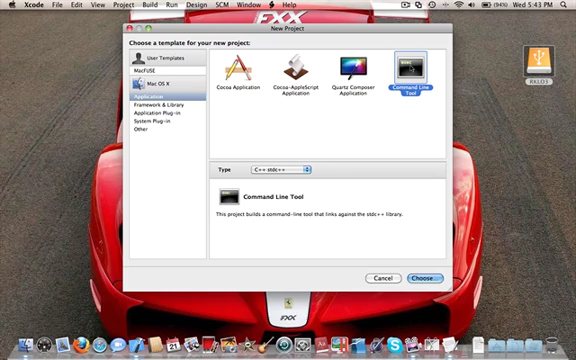 Xcode File Edit View Project Build Run Design SCM Window Help
(94%) Wed 5:43 PM
FXX
New Project
Choose a template for your new project:
User Templates
MacFUSE
Mac OS X
Application
Framework & Library
Application Plug-in
System Plug-in
Other
Cocoa Application
Cocoa-AppleScript
Application
Quartz Composer
Application
Command Line
Tool
Type
C++ stdc++
Command Line Tool
This project builds a command-line tool that links against the stdc++ library.
Cancel
Choose...
FXX
21